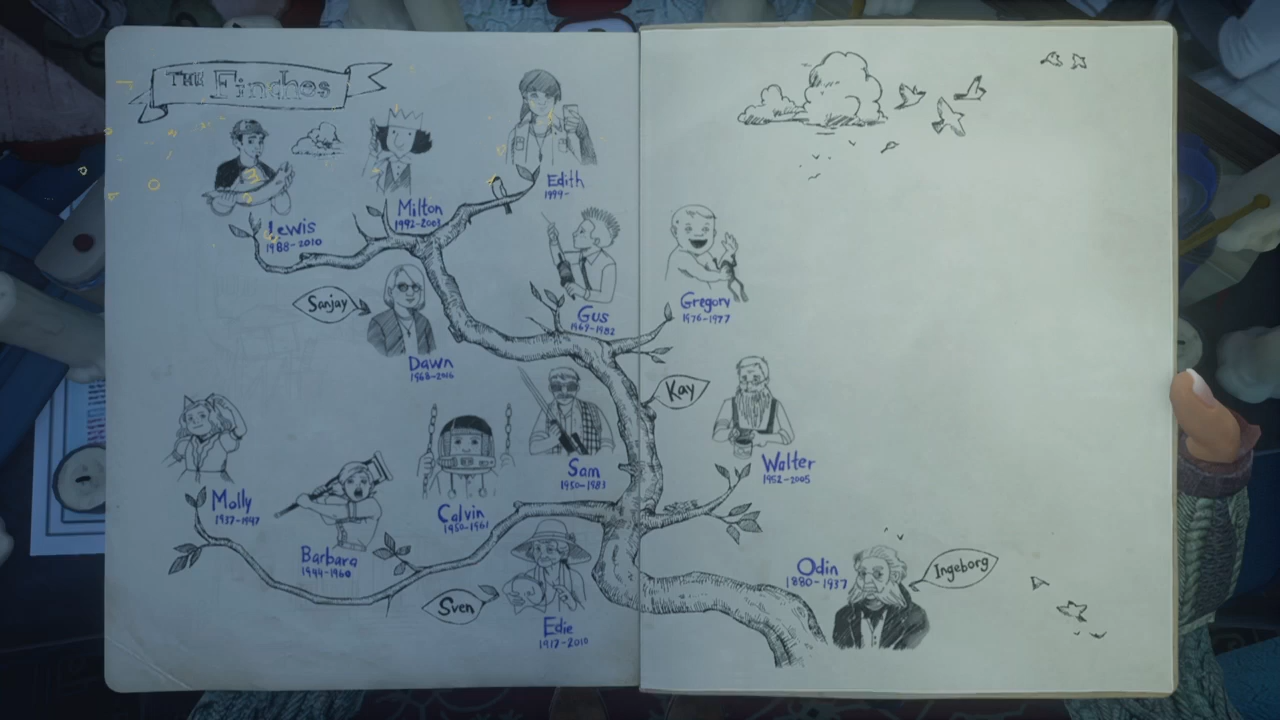 THE Finches
Edith
1999-
Lewis
1988-2010
Milton
1992-2003
Sanjay
Dawn
1968-2016
Gus
1969-1982
Gregory
1976-1977
Kay
Sam
1950-1983
Walter
1952-2005
Molly
1937-1947
Barbara
1944-1960
Calvin
1950-1961
Sven
Edie
1917-2010
Odin
1880-1937
Ingeborg